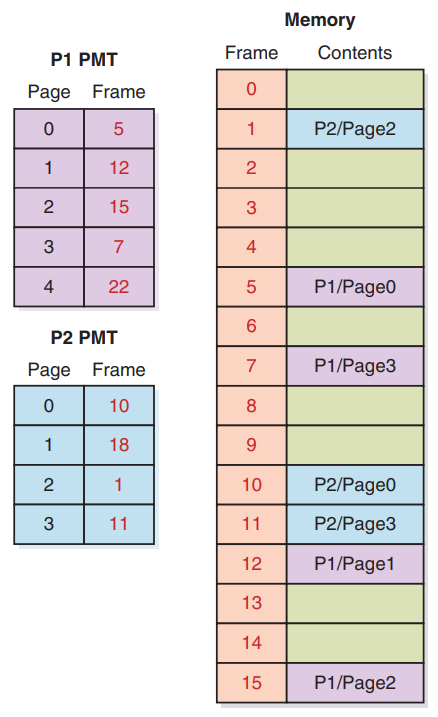 P1 PMT
Page Frame
0 5
1 12
2 15
3 7
4 22
P2 PMT
Page Frame
0 10
1 18
2 1
3 11
Memory
Frame Contents
0
1 P2/Page2
2
3
4
5 P1/Page0
6
7 P1/Page3
8
9
10 P2/Page0
11 P2/Page3
12 P1/Page1
13
14
15 P1/Page2